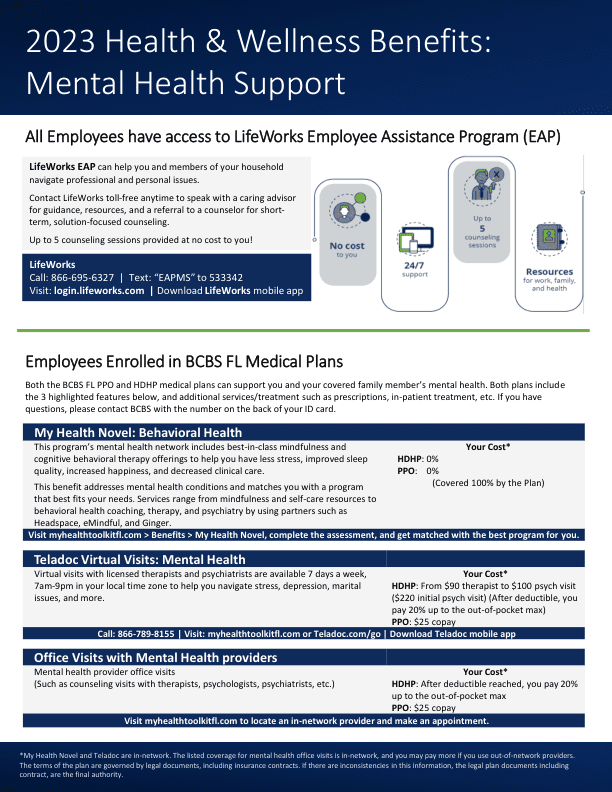 2023 Health & Wellness Benefits:
Mental Health Support
All Employees have access to LifeWorks Employee Assistance Program (EAP)
LifeWorks EAP can help you and members of your household
navigate professional and personal issues.
Contact LifeWorks toll-free anytime to speak with a caring advisor
for guidance, resources, and a referral to a counselor for short-
term, solution-focused counseling.
Up to 5 counseling sessions provided at no cost to you!
LifeWorks
Call: 866-695-6327 | Text: “EAPMS” to 533342
Visit: login.lifeworks.com | Download LifeWorks mobile app
No cost
to you
24/7
support
Up to
5
counseling
sessions
Resources
for work, family,
and health
Employees Enrolled in BCBS FL Medical Plans
Both the BCBS FL PPO and HDHP medical plans can support you and your covered family member’s mental health. Both plans include
the 3 highlighted features below, and additional services/treatment such as prescriptions, in-patient treatment, etc. If you have
questions, please contact BCBS with the number on the back of your ID card.
My Health Novel: Behavioral Health
This program’s mental health network includes best-in-class mindfulness and
cognitive behavioral therapy offerings to help you have less stress, improved sleep
quality, increased happiness, and decreased clinical care.
This benefit addresses mental health conditions and matches you with a program
that best fits your needs. Services range from mindfulness and self-care resources to
behavioral health coaching, therapy, and psychiatry by using partners such as
Headspace, eMindful, and Ginger.
Your Cost*
HDHP: 0%
PPO: 0%
(Covered 100% by the Plan)
Visit myhealthtoolkitfl.com > Benefits > My Health Novel, complete the assessment, and get matched with the best program for you.
Teladoc Virtual Visits: Mental Health
Virtual visits with licensed therapists and psychiatrists are available 7 days a week,
7am-9pm in your local time zone to help you navigate stress, depression, marital
issues, and more.
Your Cost*
HDHP: From $90 therapist to $100 psych visit
($220 initial psych visit) (After deductible, you
pay 20% up to the out-of-pocket max)
PPO: $25 copay
Call: 866-789-8155 | Visit: myhealthtoolkitfl.com or Teladoc.com/go | Download Teladoc mobile app
Office Visits with Mental Health providers
Mental health provider office visits
(Such as counseling visits with therapists, psychologists, psychiatrists, etc.)
Your Cost*
HDHP: After deductible reached, you pay 20%
up to the out-of-pocket max
PPO: $25 copay
Visit myhealthtoolkitfl.com to locate an in-network provider and make an appointment.
*My Health Novel and Teladoc are in-network. The listed coverage for mental health office visits is in-network, and you may pay more if you use out-of-network providers.
The terms of the plan are governed by legal documents, including insurance contracts. If there are inconsistencies in this information, the legal plan documents including
contract, are the final authority.